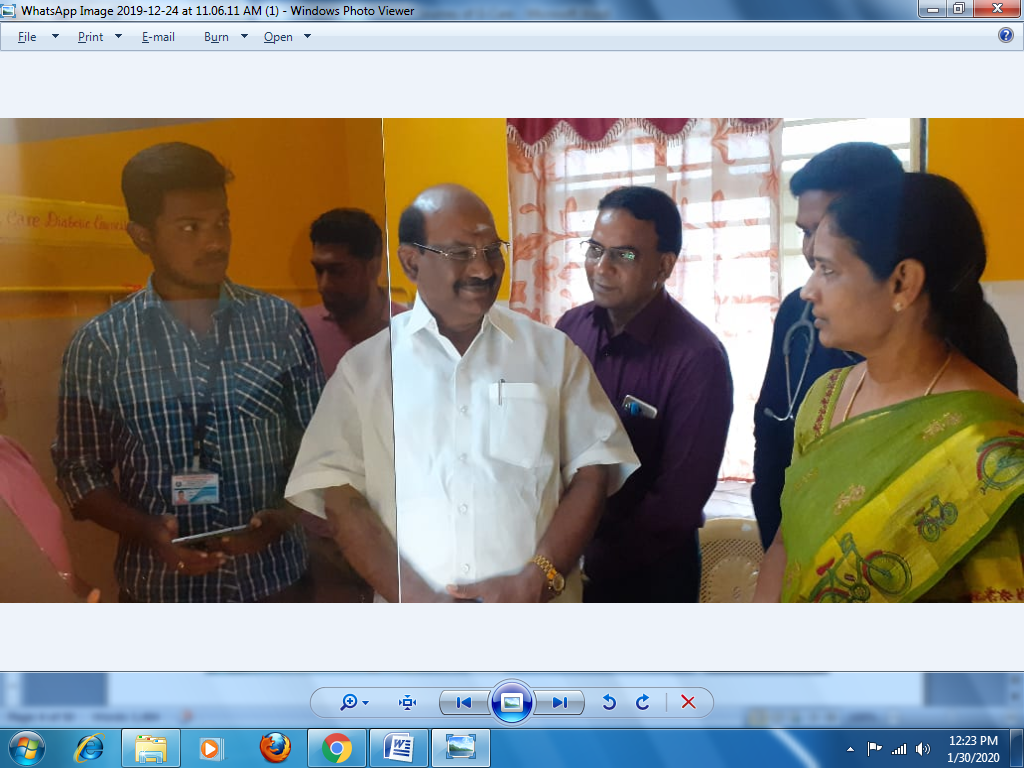 WhatsApp Image 2019-12-24 at 11.06.11 AM (1) - Windows Photo Viewer
File Print E-mail Burn Open
Care Diabetic
12:23 PM
1/30/2020